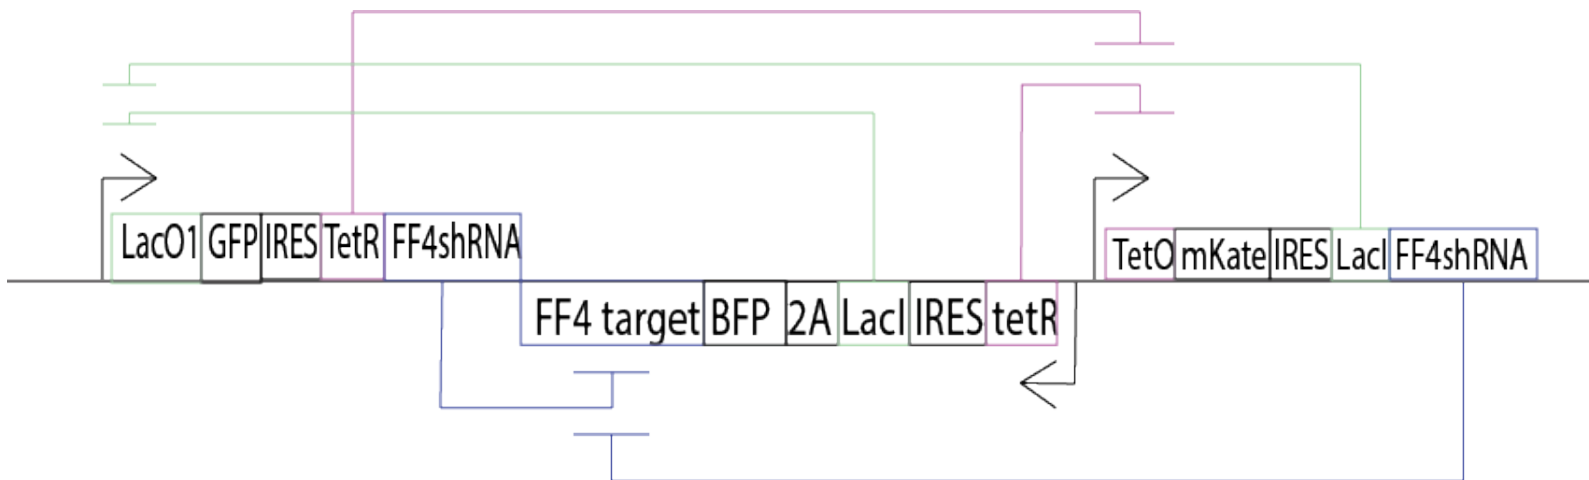 LacO1 GFP IRES TetR FF4shRNA
TetO mKate IRES LacI FF4shRNA
FF4 target BFP 2A LacI IRES tetR